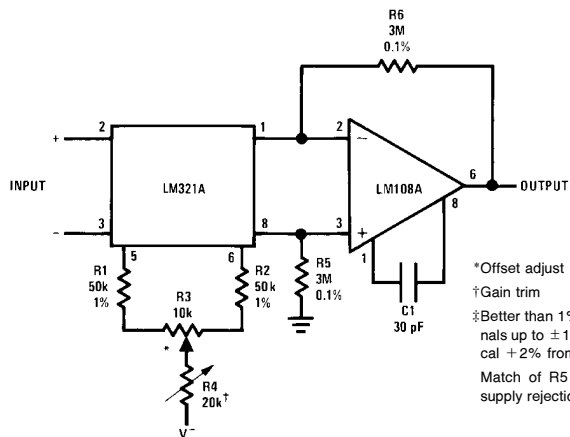 R6
3M
0.1%
2
1
2
6
+
−
INPUT
LM321A
LM108A
OUTPUT
−
+
3
8
3
8
5
6
1
R1
50k
1%
R2
50k
1%
R3
10k
*
R5
3M
0.1%
C1
30 pF
R4
20k†
V−
*Offset adjust
†Gain trim
‡Better than 1%
nals up to ±1
cal +2% from
Match of R5
supply rejectio